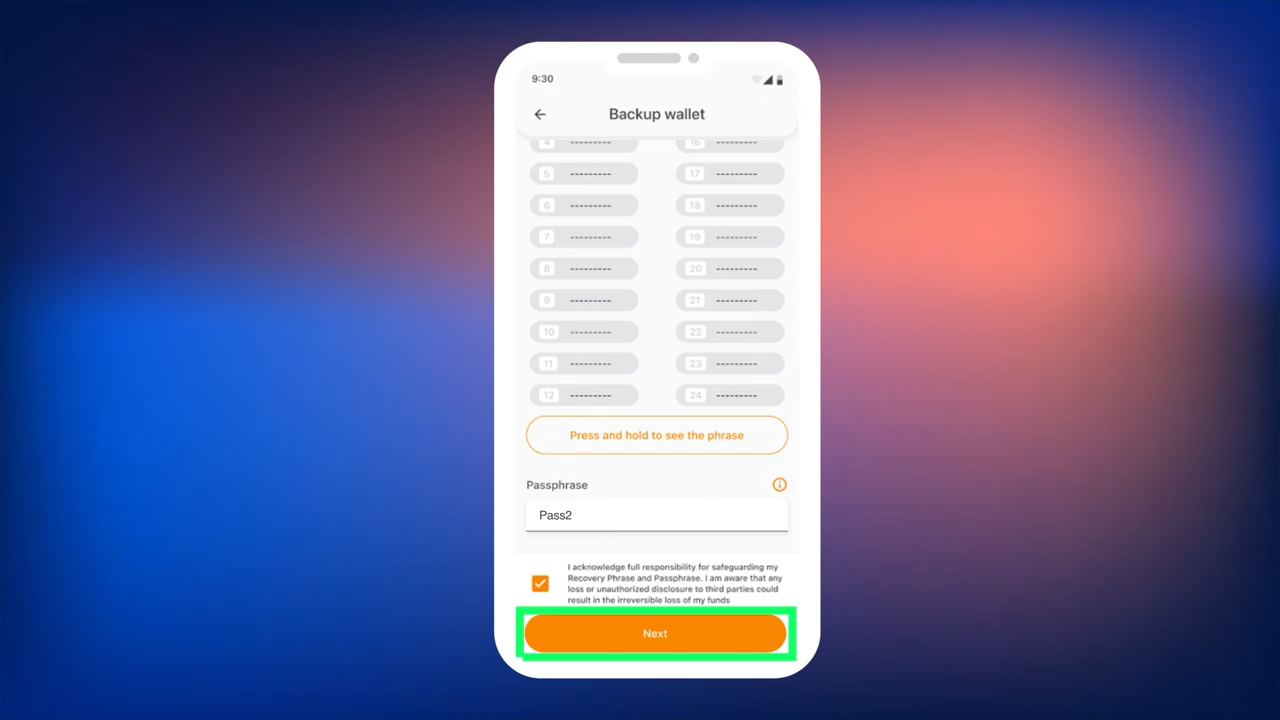 9:30
Backup wallet
4 --------- 16 ---------
5 --------- 17 ---------
6 --------- 18 ---------
7 --------- 19 ---------
8 --------- 20 ---------
9 --------- 21 ---------
10 --------- 22 ---------
11 --------- 23 ---------
12 --------- 24 ---------
Press and hold to see the phrase
Passphrase
Pass2
I acknowledge full responsibility for safeguarding my
Recovery Phrase and Passphrase. I am aware that any
loss or unauthorized disclosure to third parties could
result in the irreversible loss of my funds
Next